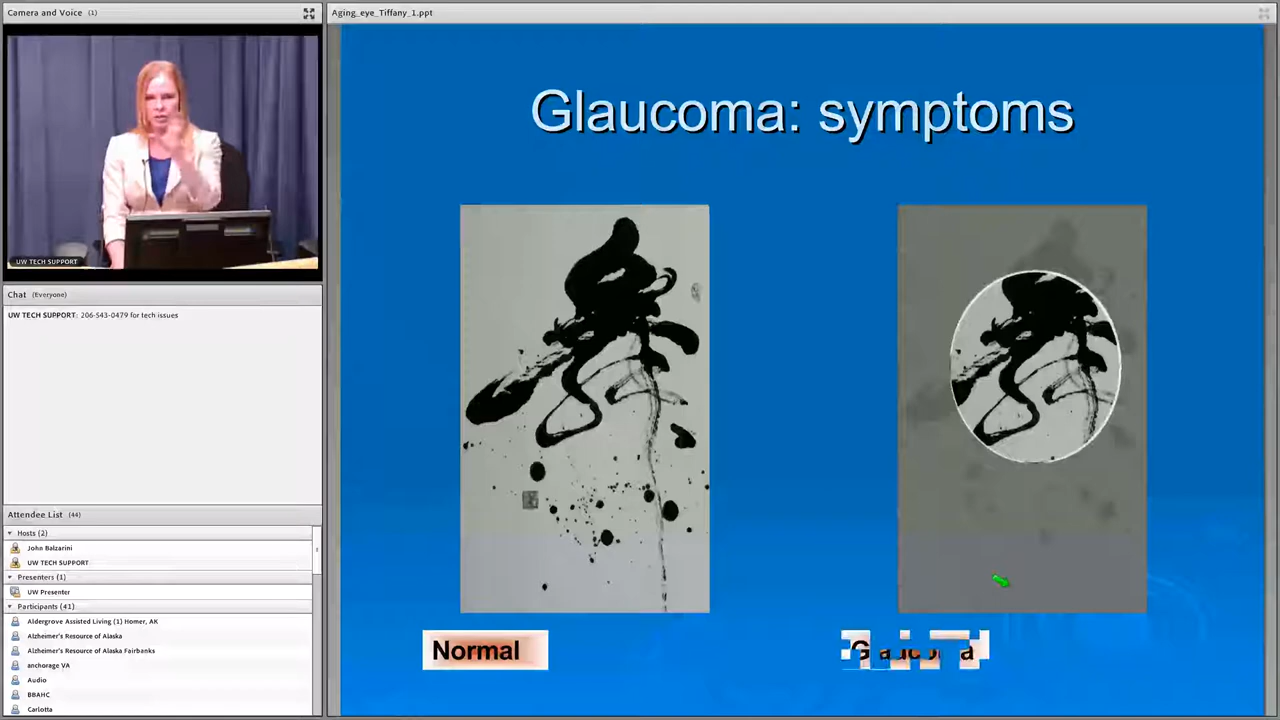 Camera and Voice (1)
UW TECH SUPPORT
Chat (Everyone)
UW TECH SUPPORT: 206-543-0479 for tech issues
Attendee List (44)
Hosts (2)
John Balzarini
UW TECH SUPPORT
Presenters (1)
UW Presenter
Participants (41)
Aldergrove Assisted Living (1) Homer, AK
Alzheimer's Resource of Alaska
Alzheimer's Resource of Alaska Fairbanks
anchorage VA
Audio
BBAHC
Carlotta
Aging_eye_Tiffany_1.ppt
Glaucoma: symptoms
Normal
Glaucoma